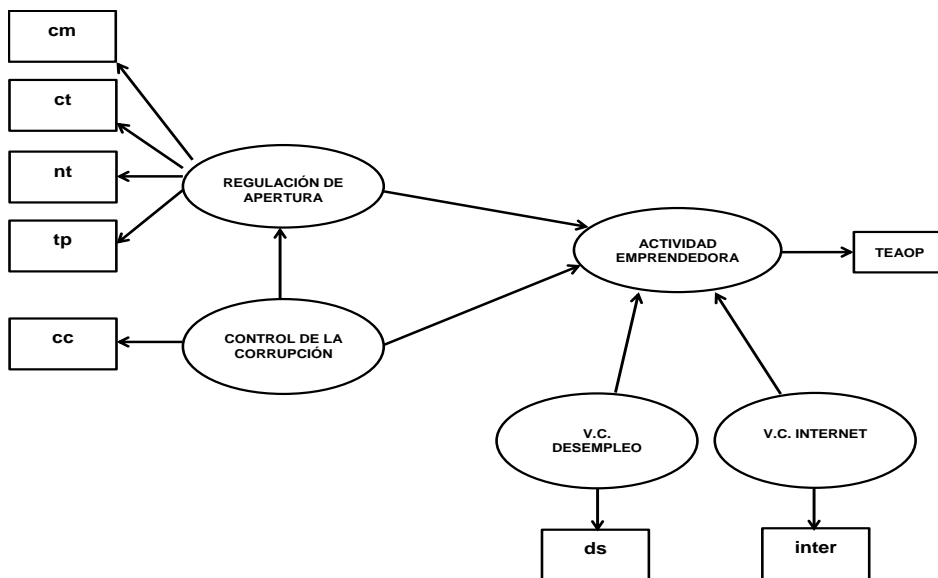 cm
ct
nt
tp
cc
REGULACIÓN DE
APERTURA
CONTROL DE LA
CORRUPCIÓN
ACTIVIDAD
EMPRENDEDORA
TEAOP
V.C.
DESEMPLEO
V.C. INTERNET
ds
inter